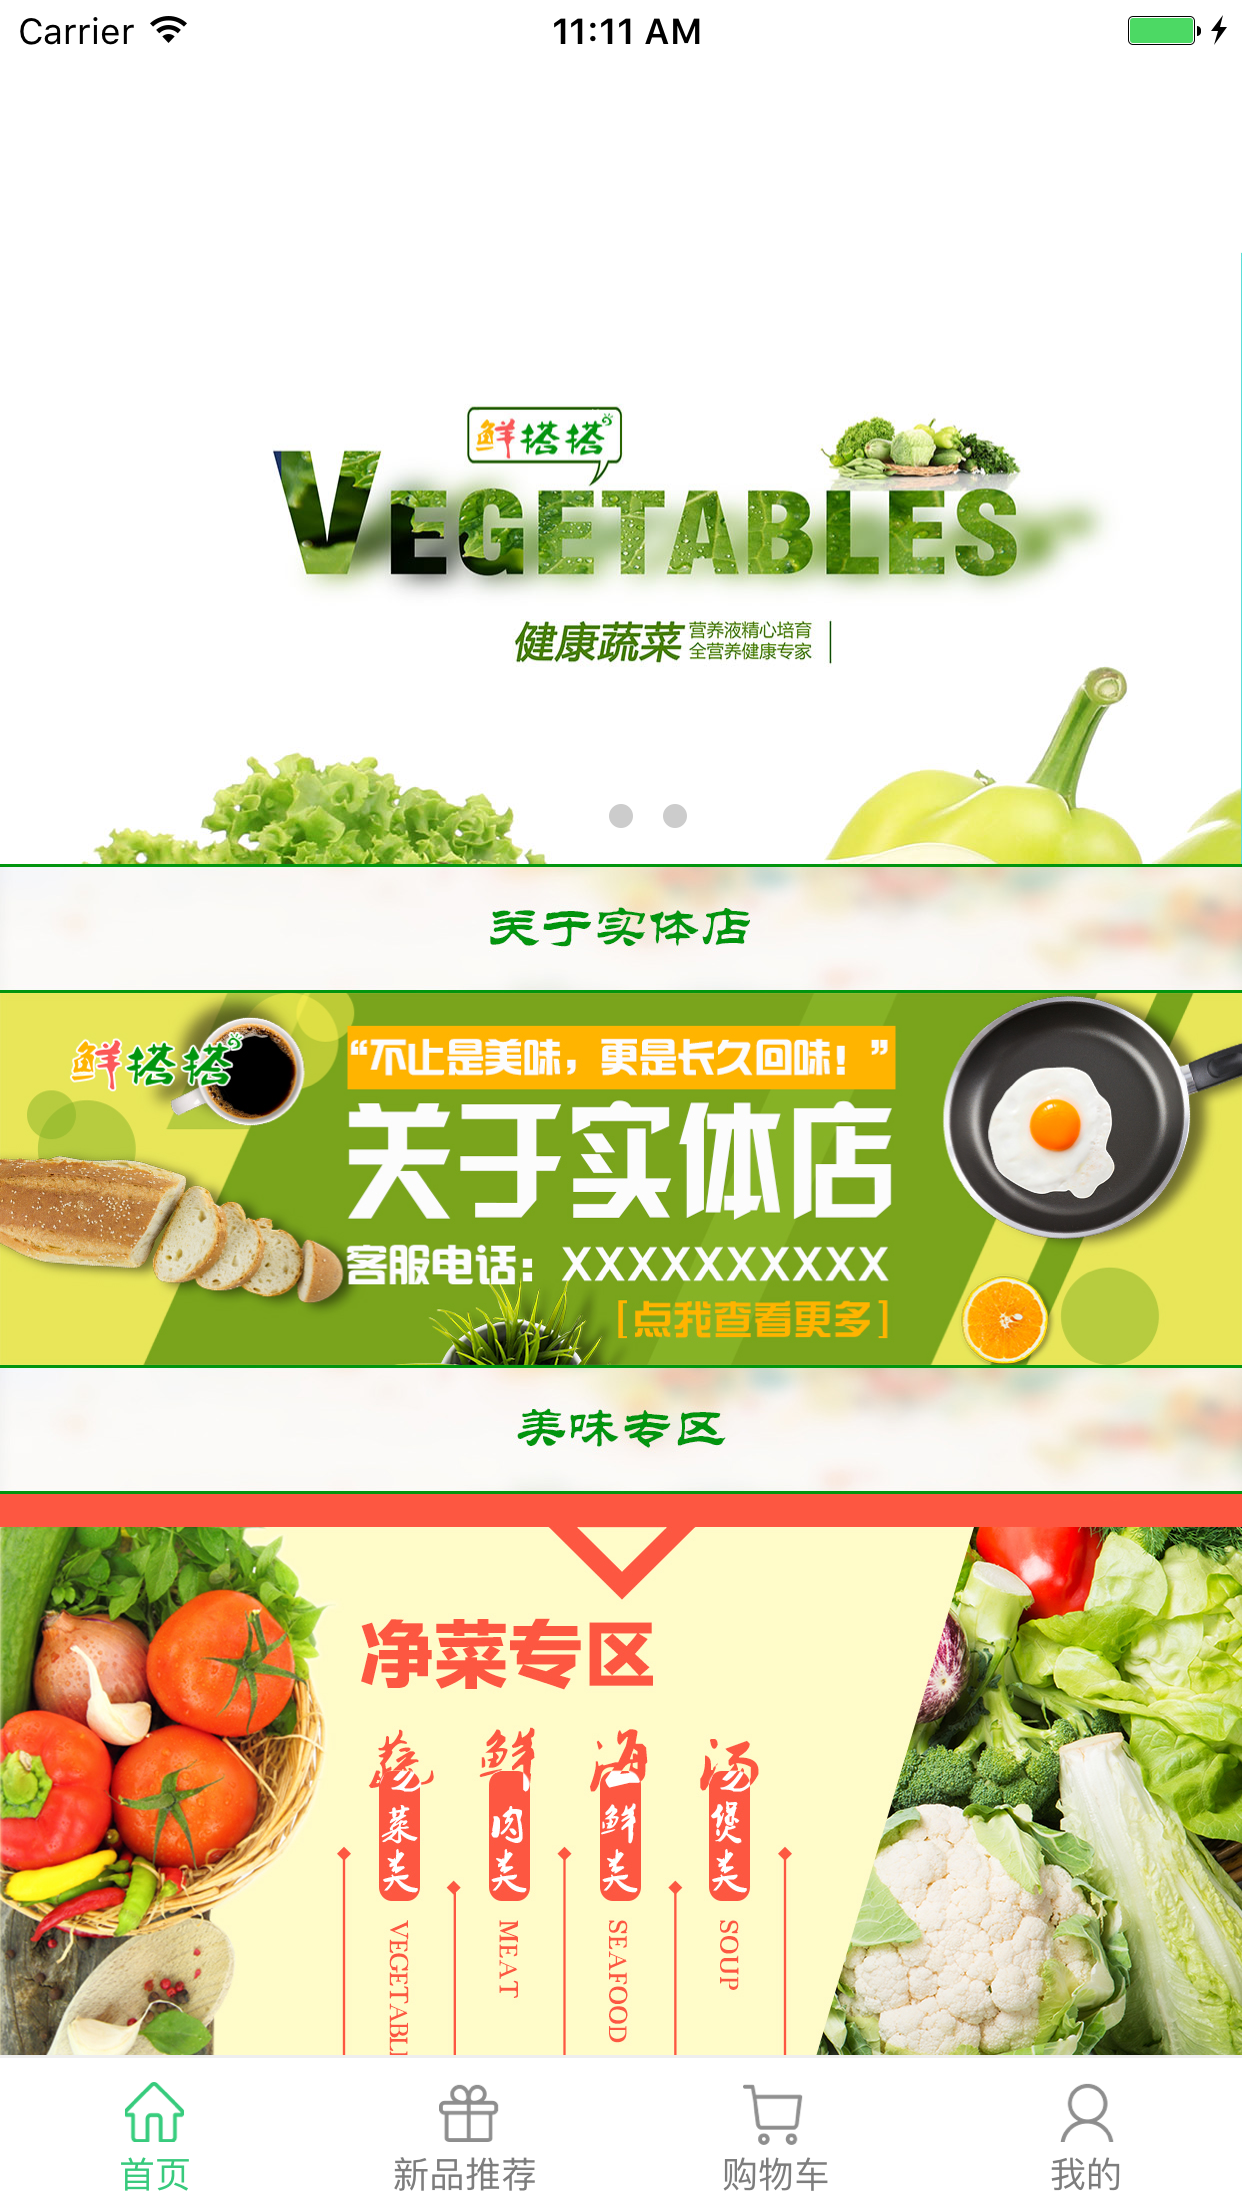 Carrier 11:11 AM
鲜搭搭
VEGETABLES
健康蔬菜 营养液精心培育
全营养健康专家
关于实体店
鲜搭搭
“不止是美味，更是长久回味！”
关于实体店
客服电话：XXXXXXXXXX
[点我查看更多]
美味专区
净菜专区
蔬菜类
VEGETABL
鲜肉类
MEAT
海鲜类
SEAFOOD
汤煲类
SOUP
首页 新品推荐 购物车 我的